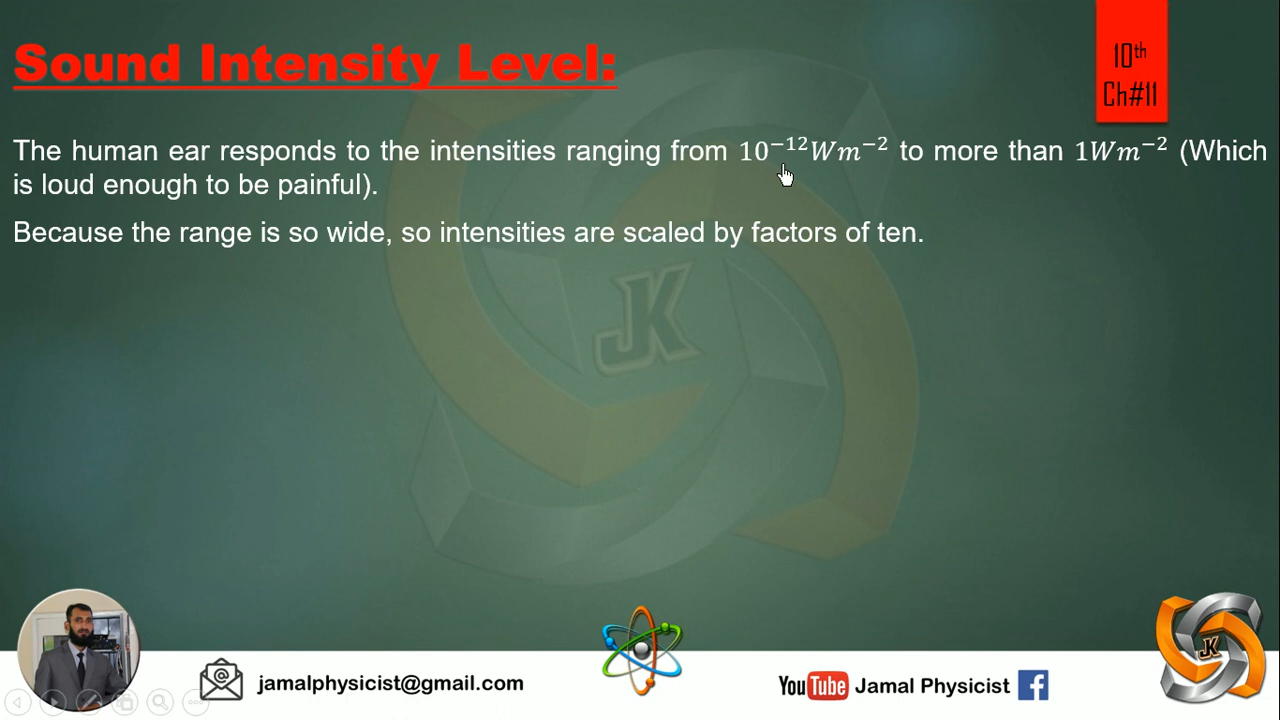 Sound Intensity Level:
10ᵗʰ
Ch#11
The human ear responds to the intensities ranging from 10⁻¹²Wm⁻² to more than 1Wm⁻² (Which
is loud enough to be painful).
Because the range is so wide, so intensities are scaled by factors of ten.
JK
jamalphysicist@gmail.com
YouTube Jamal Physicist f
JK